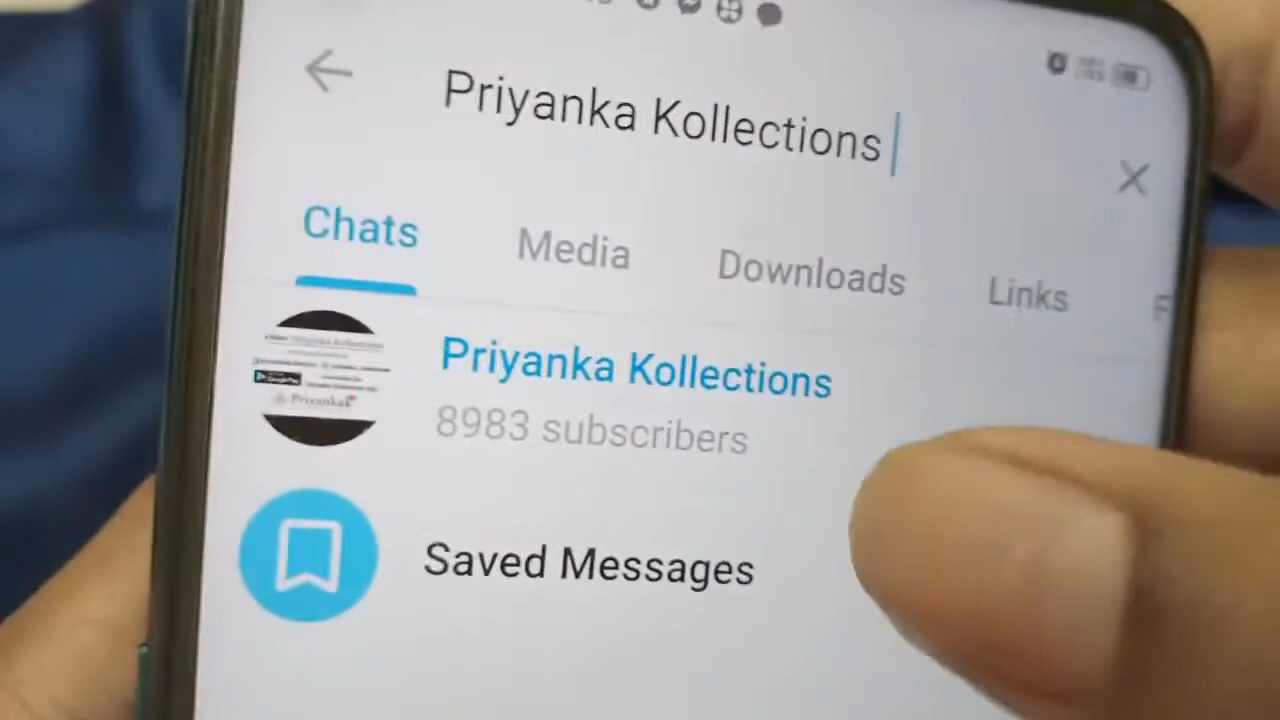 Priyanka Kollections
Chats Media Downloads Links F
Priyanka Kollections
8983 subscribers
Saved Messages